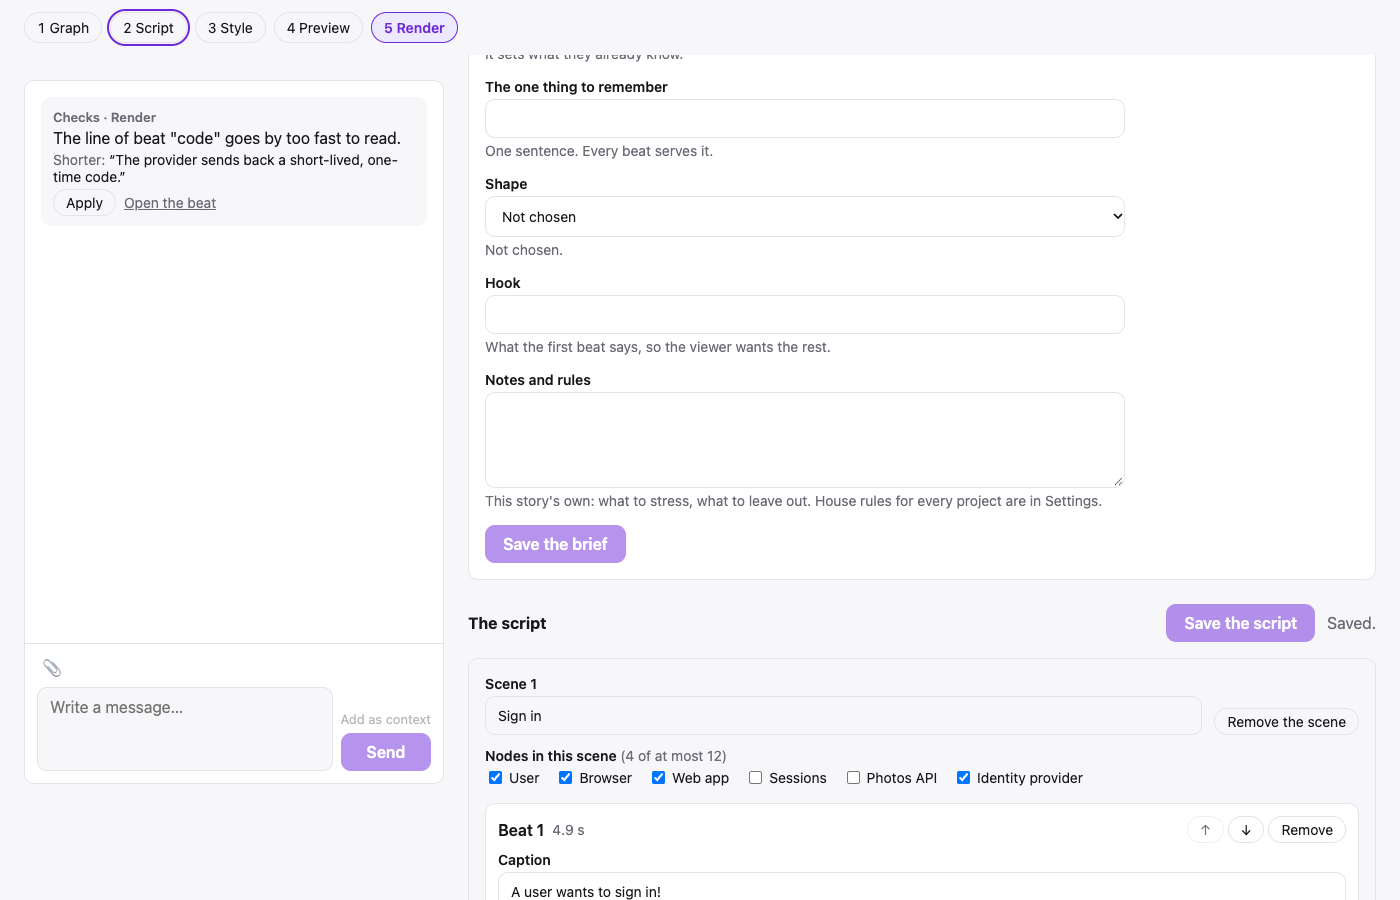 1 Graph
2 Script
3 Style
4 Preview
5 Render
Checks · Render
The line of beat "code" goes by too fast to read.
Shorter: “The provider sends back a short-lived, one-
time code.”
Apply
Open the beat
Write a message...
Add as context
Send
It sets what they already know.
The one thing to remember
One sentence. Every beat serves it.
Shape
Not chosen
Not chosen.
Hook
What the first beat says, so the viewer wants the rest.
Notes and rules
This story's own: what to stress, what to leave out. House rules for every project are in Settings.
Save the brief
The script
Save the script
Saved.
Scene 1
Sign in
Remove the scene
Nodes in this scene (4 of at most 12)
User
Browser
Web app
Sessions
Photos API
Identity provider
Beat 1 4.9 s
↑
↓
Remove
Caption
A user wants to sign in!